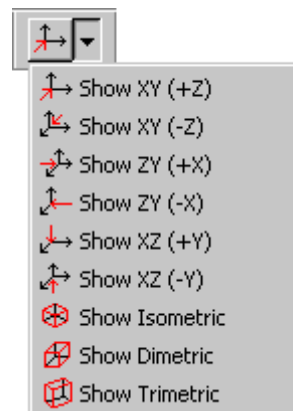 Show XY (+Z)
Show XY (-Z)
Show ZY (+X)
Show ZY (-X)
Show XZ (+Y)
Show XZ (-Y)
Show Isometric
Show Dimetric
Show Trimetric